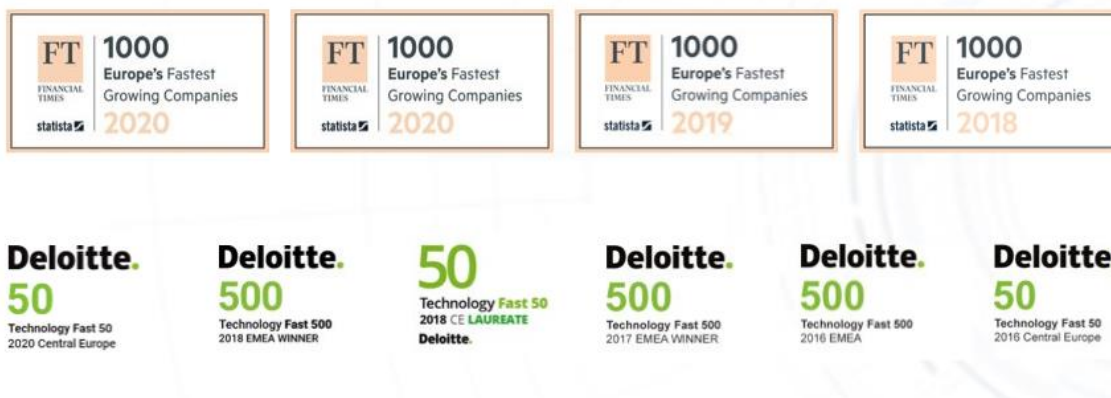 FT
FINANCIAL
TIMES
statista
1000
Europe's Fastest
Growing Companies
2020
FT
FINANCIAL
TIMES
statista
1000
Europe's Fastest
Growing Companies
2020
FT
FINANCIAL
TIMES
statista
1000
Europe's Fastest
Growing Companies
2019
FT
FINANCIAL
TIMES
statista
1000
Europe's Fastest
Growing Companies
2018
Deloitte.
50
Technology Fast 50
2020 Central Europe
Deloitte.
500
Technology Fast 500
2018 EMEA WINNER
50
Technology Fast 50
2018 CE LAUREATE
Deloitte.
Deloitte.
500
Technology Fast 500
2017 EMEA WINNER
Deloitte.
500
Technology Fast 500
2016 EMEA
Deloitte
50
Technology Fast 50
2016 Central Europe